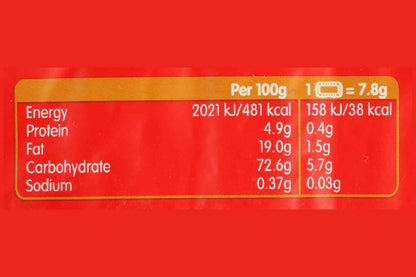 Per 100g 1 = 7.8g
Energy 2021 kJ/481 kcal 158 kJ/38 kcal
Protein 4.9g 0.4g
Fat 19.0g 1.5g
Carbohydrate 72.6g 5.7g
Sodium 0.37g 0.03g